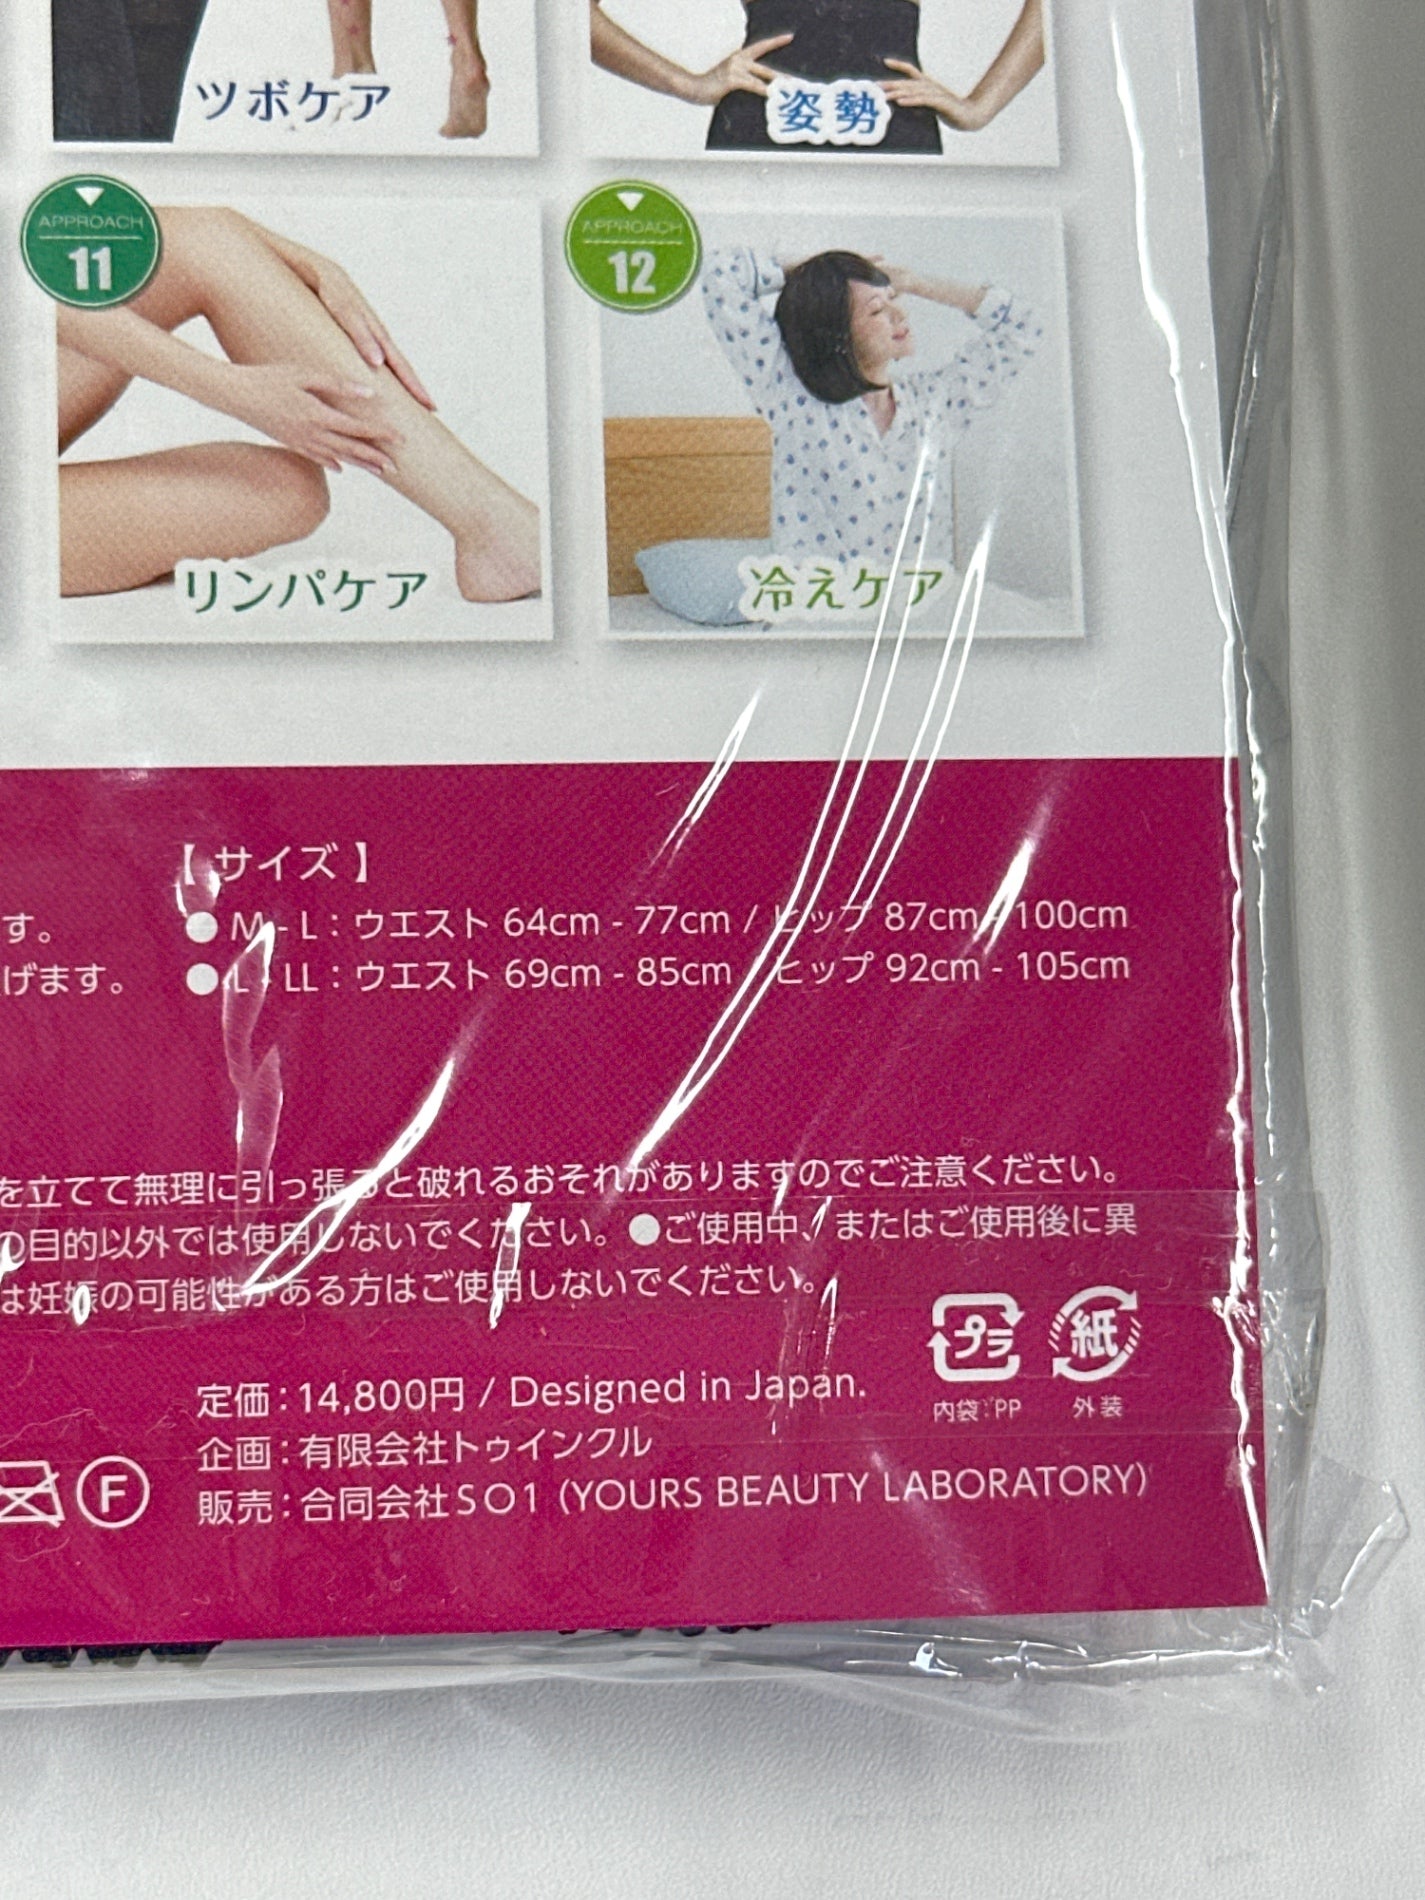 ツボケア
姿勢
APPROACH
11
APPROACH
12
リンパケア
冷えケア
【 サイズ 】
す。
● M - L : ウエスト 64cm - 77cm / ヒップ 87cm - 100cm
げます。
● L - LL : ウエスト 69cm - 85cm / ヒップ 92cm - 105cm
を立てて無理に引っ張ると破れるおそれがありますのでご注意ください。
の目的以外では使用しないでください。●ご使用中、またはご使用後に異
は妊娠の可能性がある方はご使用しないでください。
プラ
紙
内袋:PP
外装
定価 : 14,800円 / Designed in Japan.
企画 : 有限会社トゥインクル
F
販売 : 合同会社SO1 (YOURS BEAUTY LABORATORY)